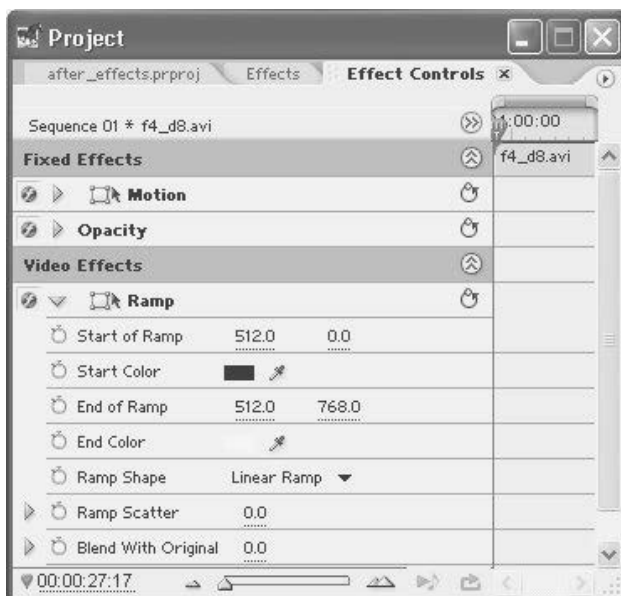 Project
after_effects.prproj Effects Effect Controls
Sequence 01 * f4_d8.avi :00:00
Fixed Effects f4_d8.avi
Motion
Opacity
Video Effects
Ramp
Start of Ramp 512.0 0.0
Start Color
End of Ramp 512.0 768.0
End Color
Ramp Shape Linear Ramp
Ramp Scatter 0.0
Blend With Original 0.0
00:00:27:17